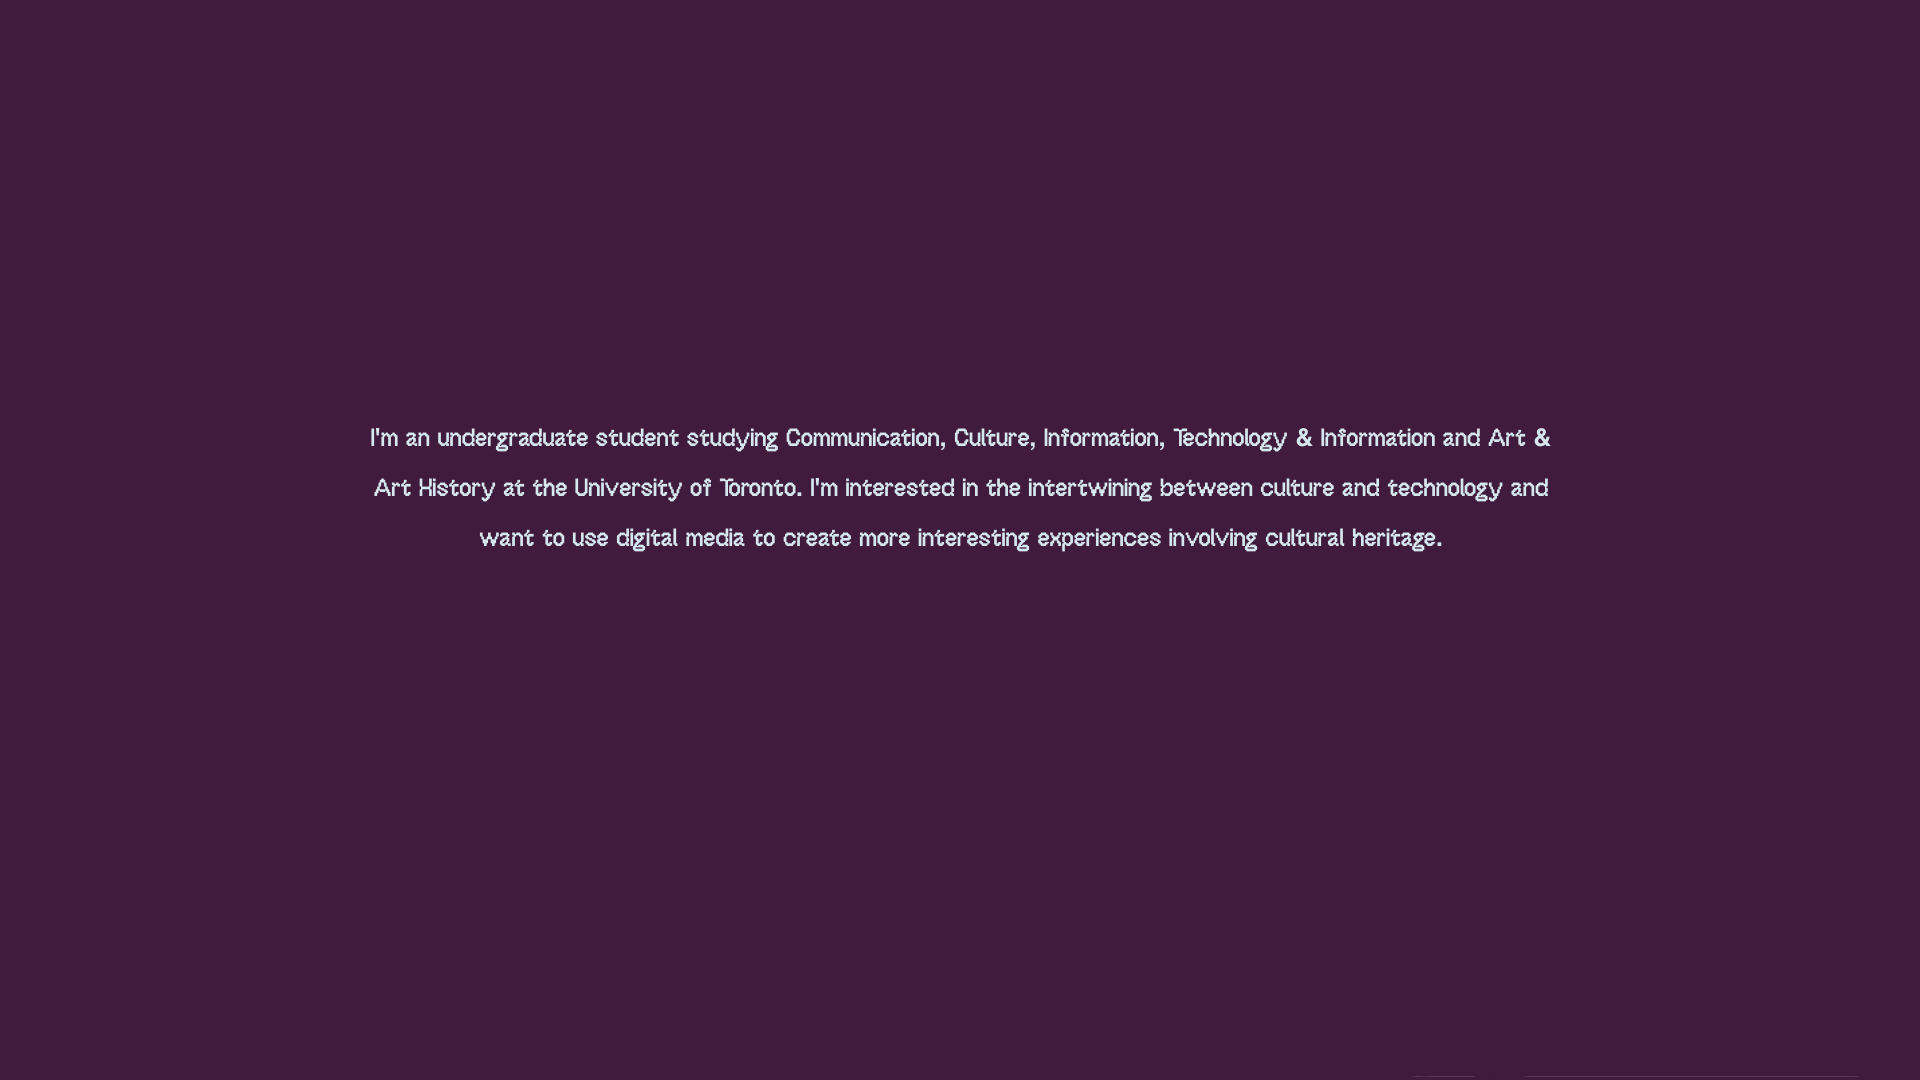 I'm an undergraduate student studying Communication, Culture, Information, Technology & Information and Art &
Art History at the University of Toronto. I'm interested in the intertwining between culture and technology and
want to use digital media to create more interesting experiences involving cultural heritage.